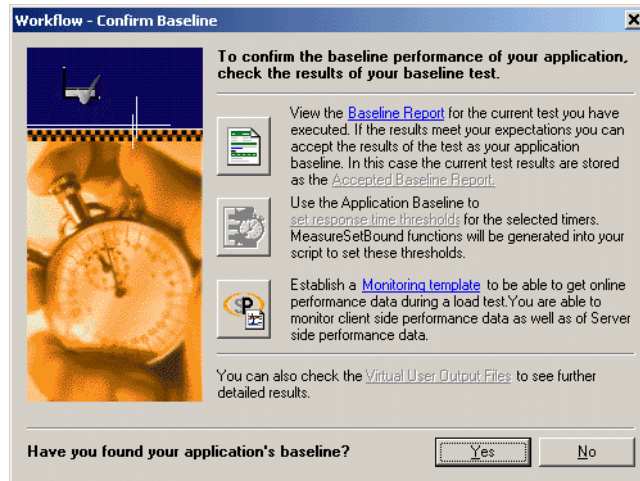 Workflow - Confirm Baseline
To confirm the baseline performance of your application,
check the results of your baseline test.
View the Baseline Report for the current test you have
executed. If the results meet your expectations you can
accept the results of the test as your application
baseline. In this case the current test results are stored
as the Accepted Baseline Report.
Use the Application Baseline to
set response time thresholds for the selected timers.
MeasureSetBound functions will be generated into your
script to set these thresholds.
Establish a Monitoring template to be able to get online
performance data during a load test.You are able to
monitor client side performance data as well as of Server
side performance data.
You can also check the Virtual User Output Files to see further
detailed results.
Have you found your application's baseline?
Yes
No